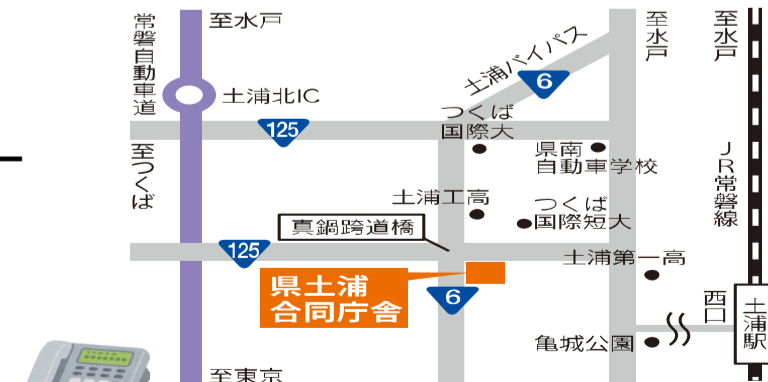 常磐自動車道
至水戸
土浦北IC
125
至つくば
土浦バイパス
6
至水戸
至水戸
つくば
国際大
県南
自動車学校
JR常磐線
土浦工高
つくば
国際短大
真鍋跨道橋
125
土浦第一高
県土浦
合同庁舎
6
西口
土浦駅
亀城公園
至東京